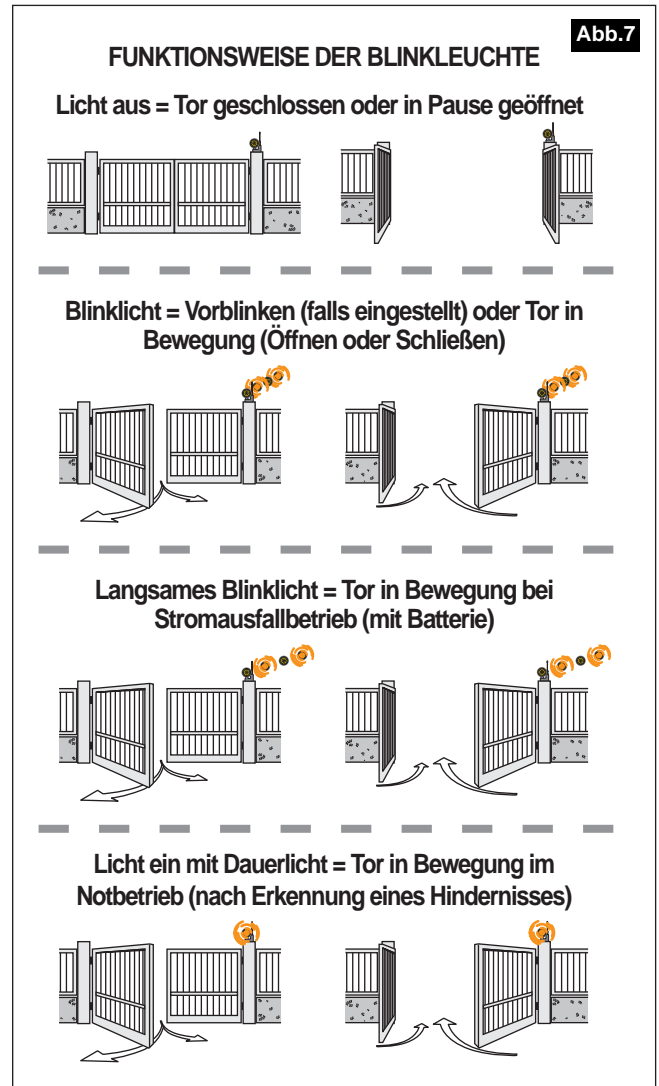 Abb.7
FUNKTIONSWEISE DER BLINKLEUCHTE
Licht aus = Tor geschlossen oder in Pause geöffnet
Blinklicht = Vorblinken (falls eingestellt) oder Tor in
Bewegung (Öffnen oder Schließen)
Langsames Blinklicht = Tor in Bewegung bei
Stromausfallbetrieb (mit Batterie)
Licht ein mit Dauerlicht = Tor in Bewegung im
Notbetrieb (nach Erkennung eines Hindernisses)